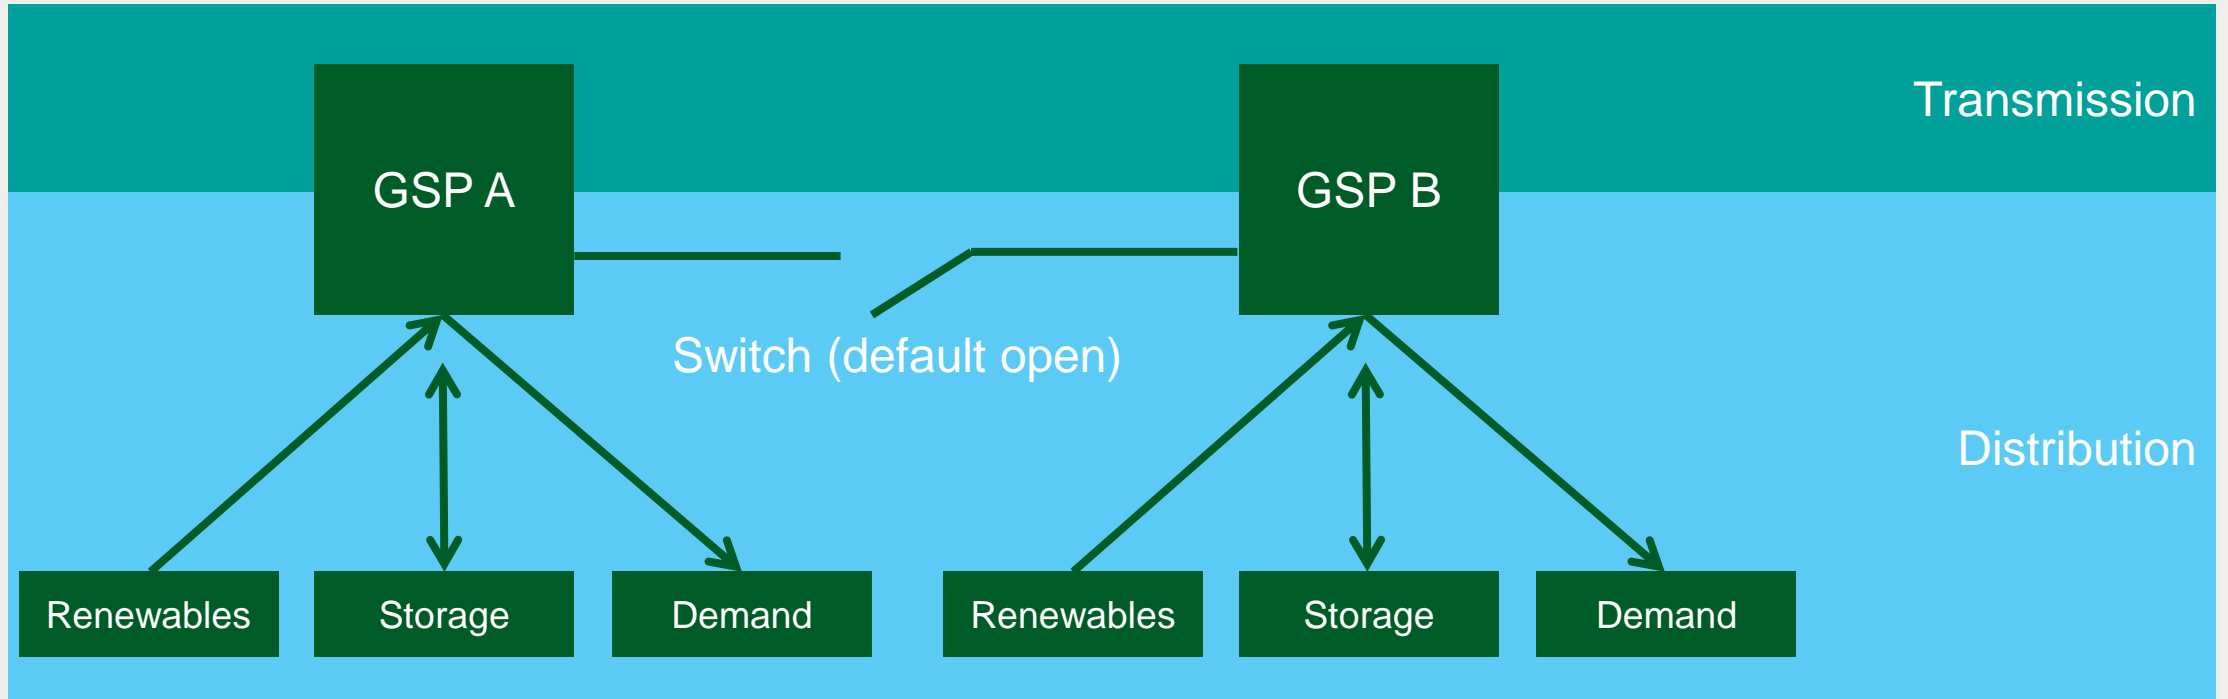 Transmission
GSP A
GSP B
Switch (default open)
Distribution
Renewables
Storage
Demand
Renewables
Storage
Demand